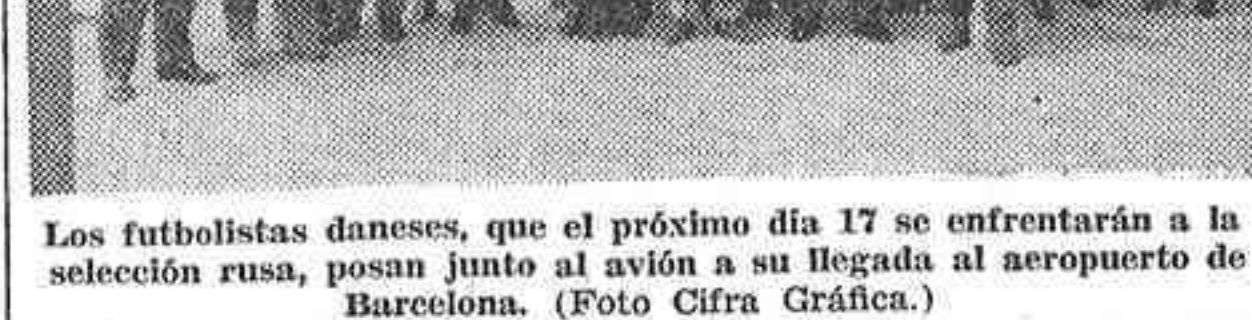 Los futbolistas daneses, que el próximo día 17 se enfrentarán a la
selección rusa, posan junto al avión a su llegada al aeropuerto de
Barcelona. (Foto Cifra Gráfica.)